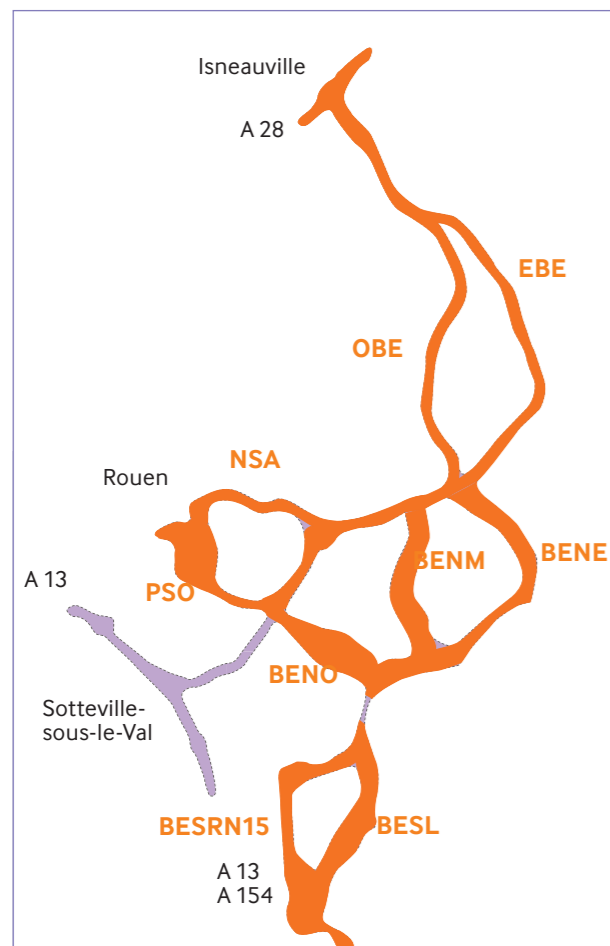 Isneauville
A 28
EBE
OBE
NSA
Rouen
BENM
BENE
A 13
PSO
BENO
Sotteville-
sous-le-Val
BESRN15
BESL
A 13
A 154